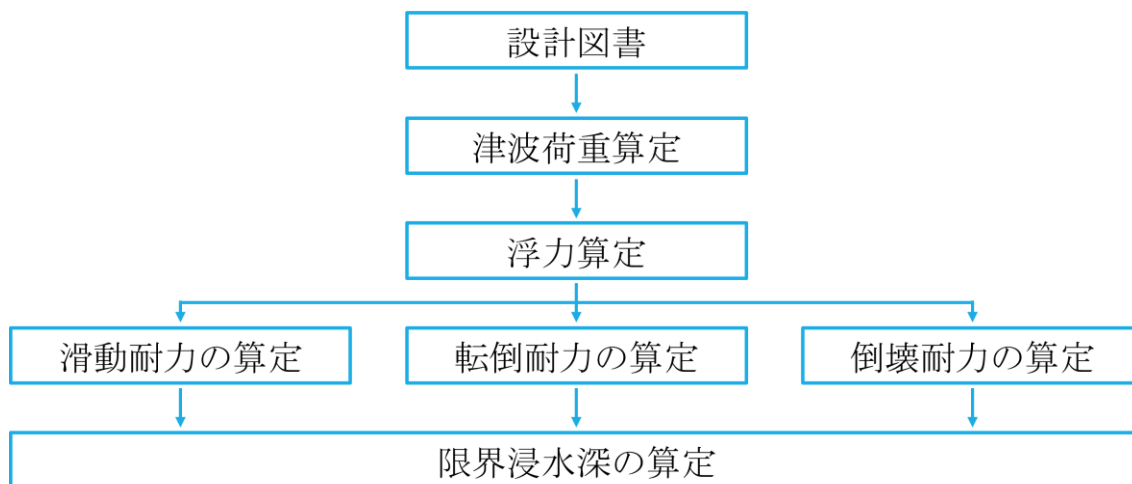 設計図書
津波荷重算定
浮力算定
滑動耐力の算定
転倒耐力の算定
倒壊耐力の算定
限界浸水深の算定